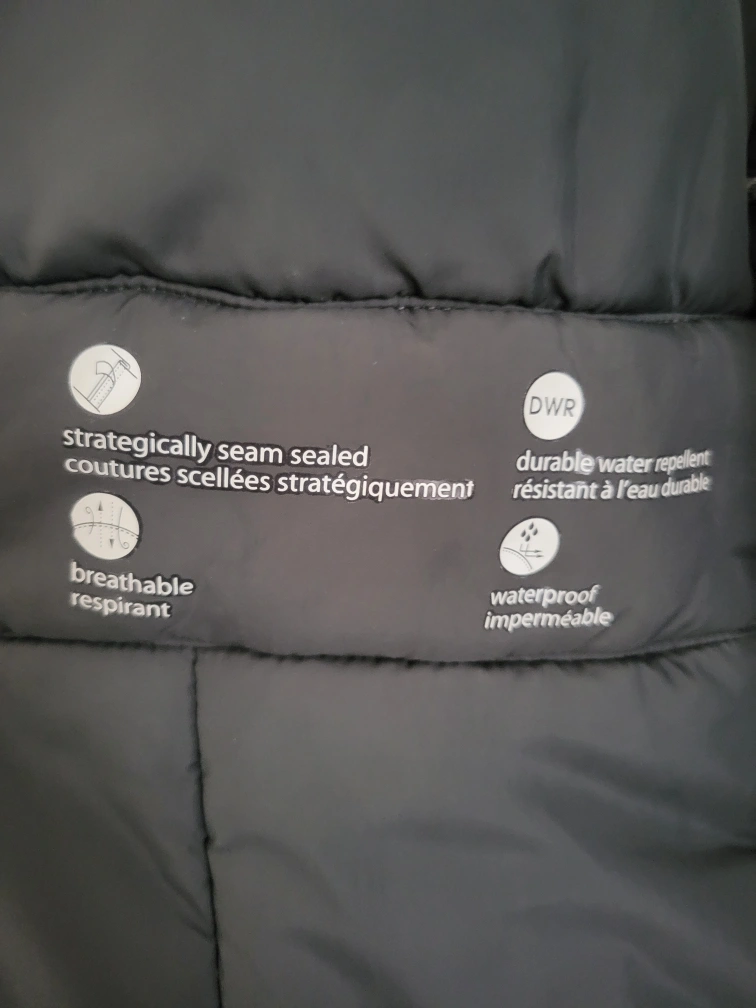 strategically seam sealed
coutures scellées stratégiquement
breathable
respirant
DWR
durable water repellent
résistant à l'eau durable
waterproof
imperméable